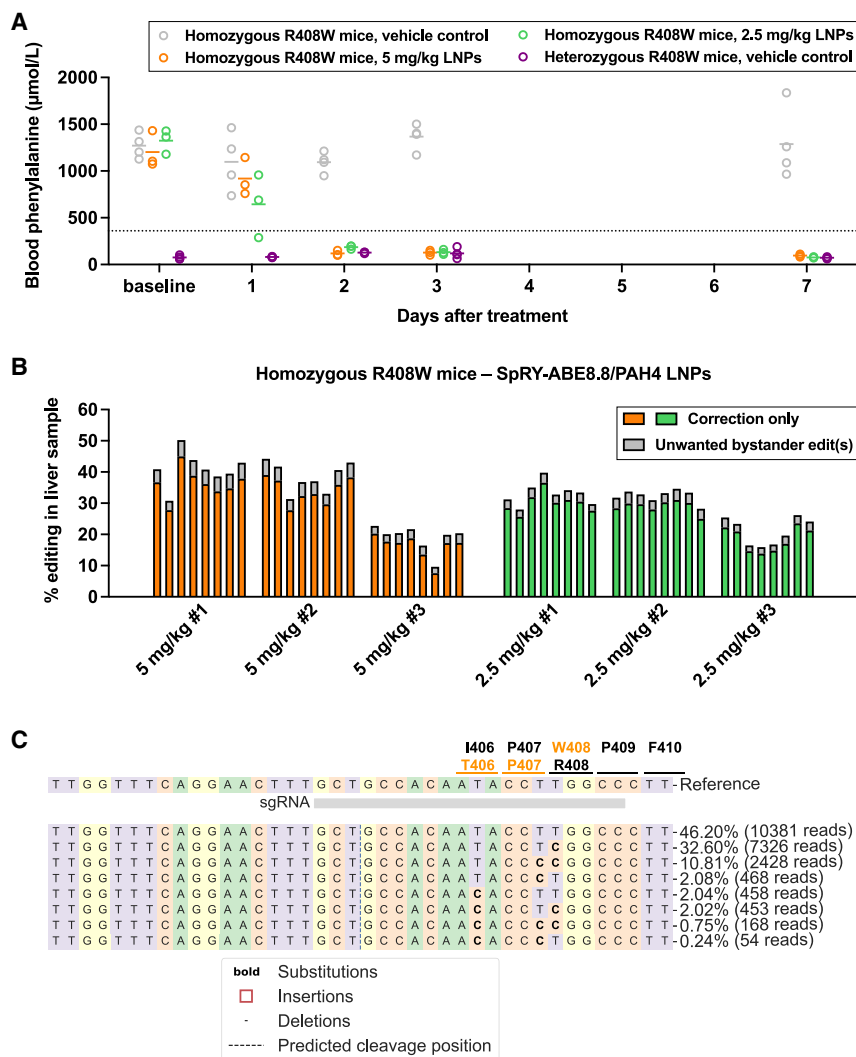 A
Homozygous R408W mice, vehicle control
Homozygous R408W mice, 2.5 mg/kg LNPs
Homozygous R408W mice, 5 mg/kg LNPs
Heterozygous R408W mice, vehicle control
Blood phenylalanine (µmol/L)
2000
1500
1000
500
0
baseline 1 2 3 4 5 6 7
Days after treatment
B
Homozygous R408W mice – SpRY-ABE8.8/PAH4 LNPs
Correction only
Unwanted bystander edit(s)
% editing in liver sample
60
50
40
30
20
10
0
5 mg/kg #1
5 mg/kg #2
5 mg/kg #3
2.5 mg/kg #1
2.5 mg/kg #2
2.5 mg/kg #3
C
I406 P407 W408 P409 F410
T406 P407 R408
T T G G T T T C A G G A A C T T T G C T G C C A C A A T A C C T T G G C C C T T -Reference
sgRNA
T T G G T T T C A G G A A C T T T G C T G C C A C A A T A C C T T G G C C C T T -46.20% (10381 reads)
T T G G T T T C A G G A A C T T T G C T G C C A C A A T A C C T C G G C C C T T -32.60% (7326 reads)
T T G G T T T C A G G A A C T T T G C T G C C A C A A T A C C C C G G C C C T T -10.81% (2428 reads)
T T G G T T T C A G G A A C T T T G C T G C C A C A A T A C C C T G G C C C T T -2.08% (468 reads)
T T G G T T T C A G G A A C T T T G C T G C C A C A A C A C C T T G G C C C T T -2.04% (458 reads)
T T G G T T T C A G G A A C T T T G C T G C C A C A A C A C C T C G G C C C T T -2.02% (453 reads)
T T G G T T T C A G G A A C T T T G C T G C C A C A A C A C C C C G G C C C T T -0.75% (168 reads)
T T G G T T T C A G G A A C T T T G C T G C C A C A A C A C C C T G G C C C T T -0.24% (54 reads)
bold Substitutions
Insertions
- Deletions
Predicted cleavage position